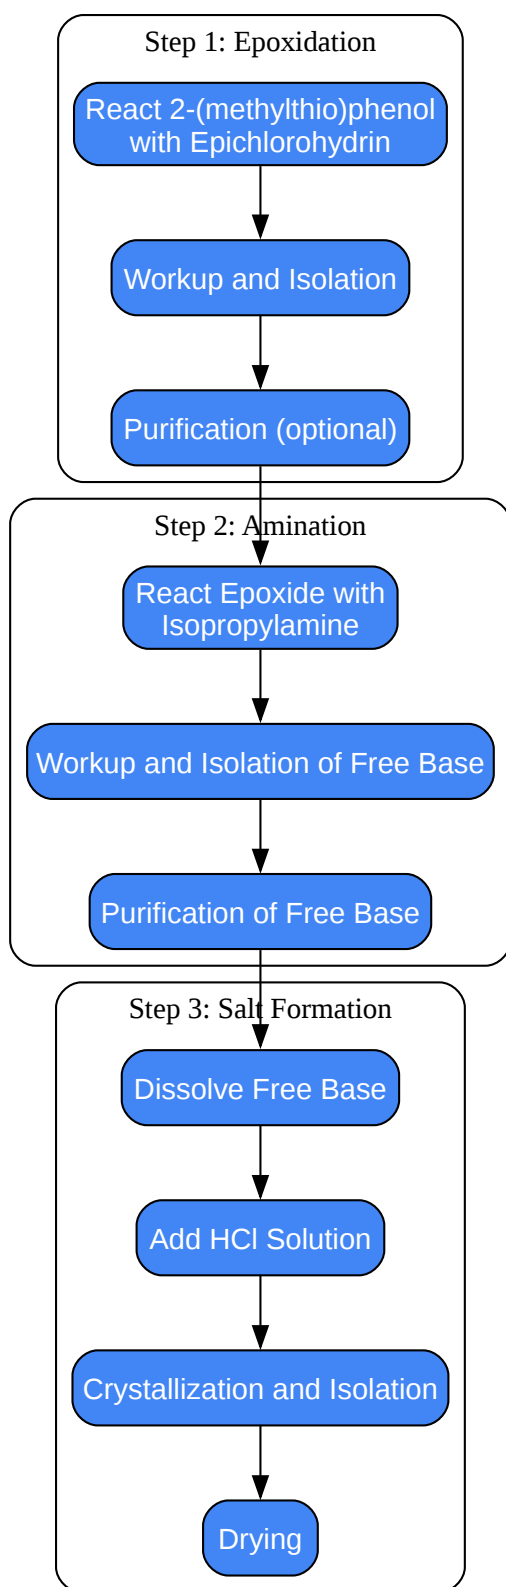 Step 1: Epoxidation
React 2-(methylthio)phenol
with Epichlorohydrin
Workup and Isolation
Purification (optional)
Step 2: Amination
React Epoxide with
Isopropylamine
Workup and Isolation of Free Base
Purification of Free Base
Step 3: Salt Formation
Dissolve Free Base
Add HCl Solution
Crystallization and Isolation
Drying